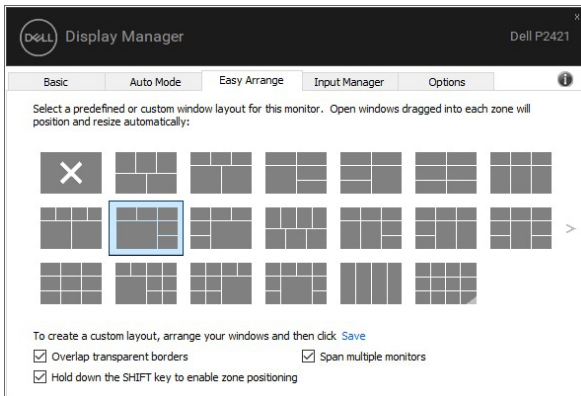 DELL Display Manager
Dell P2421
Basic
Auto Mode
Easy Arrange
Input Manager
Options
Select a predefined or custom window layout for this monitor. Open windows dragged into each zone will
position and resize automatically:
To create a custom layout, arrange your windows and then click Save
Overlap transparent borders
Span multiple monitors
Hold down the SHIFT key to enable zone positioning